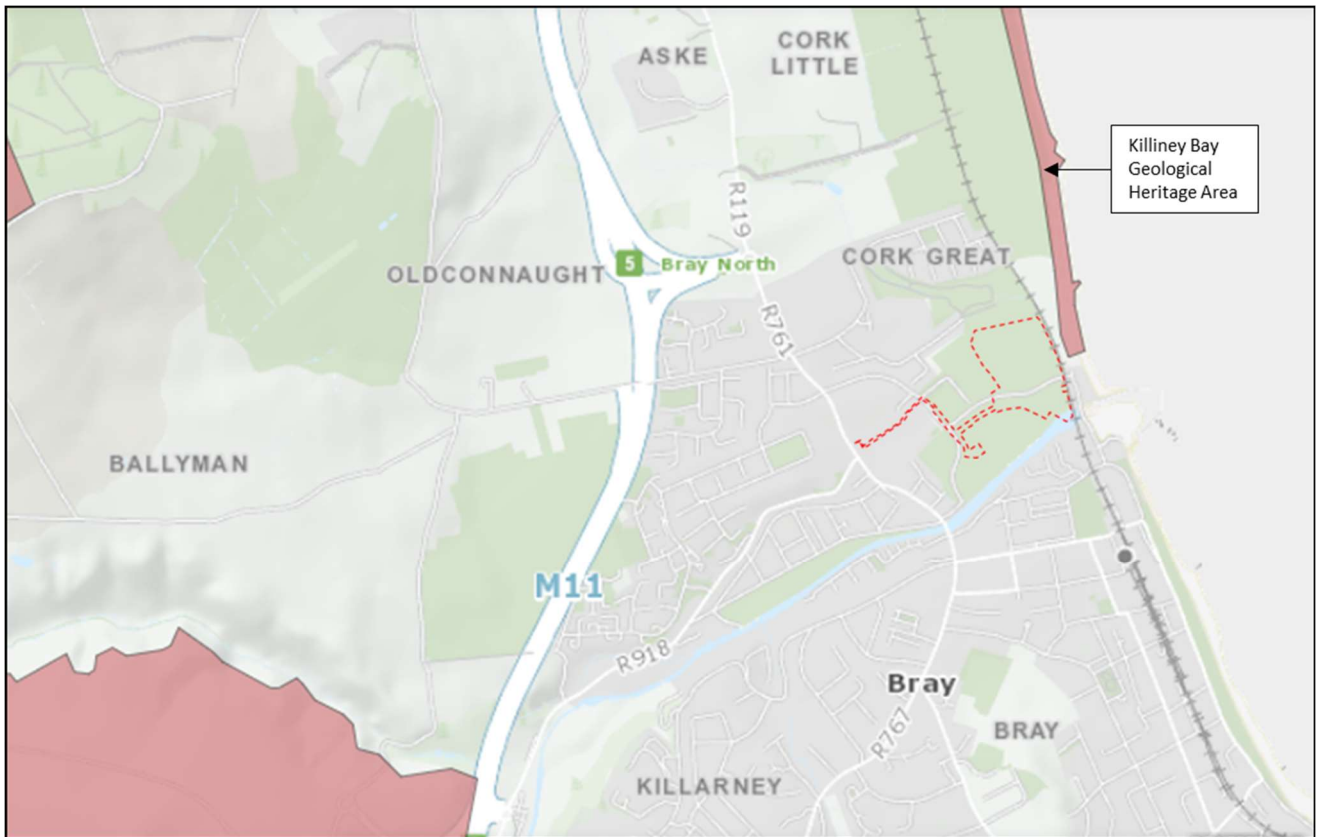 ASKE
CORK
LITTLE
Killiney Bay
Geological
Heritage Area
R119
CORK GREAT
OLDCONNAUGHT
5
Bray North
R761
BALLYMAN
M11
R918
Bray
R767
BRAY
KILLARNEY